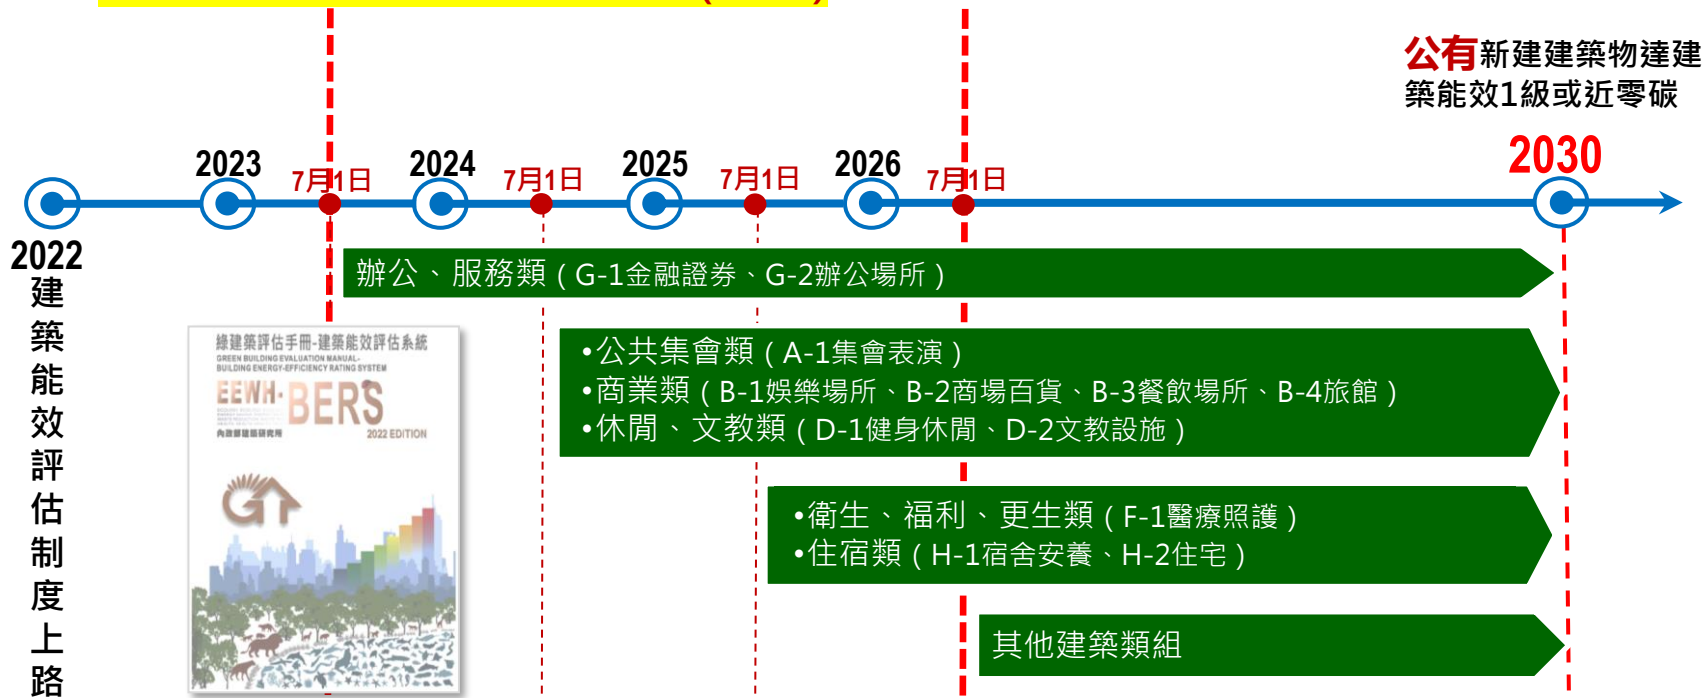 公有新建建築物達建
築能效1級或近零碳
2023
7月1日
2024
7月1日
2025
7月1日
2026
7月1日
2030
2022
建築能效評估制度上路
辦公、服務類（G-1金融證券、G-2辦公場所）
綠建築評估手冊-建築能效評估系統
GREEN BUILDING EVALUATION MANUAL-
BUILDING ENERGY-EFFICIENCY RATING SYSTEM
EEWH-BERS
內政部建築研究所
2022 EDITION
•公共集會類（A-1集會表演）
•商業類（B-1娛樂場所、B-2商場百貨、B-3餐飲場所、B-4旅館）
•休閒、文教類（D-1健身休閒、D-2文教設施）
•衛生、福利、更生類（F-1醫療照護）
•住宿類（H-1宿舍安養、H-2住宅）
其他建築類組